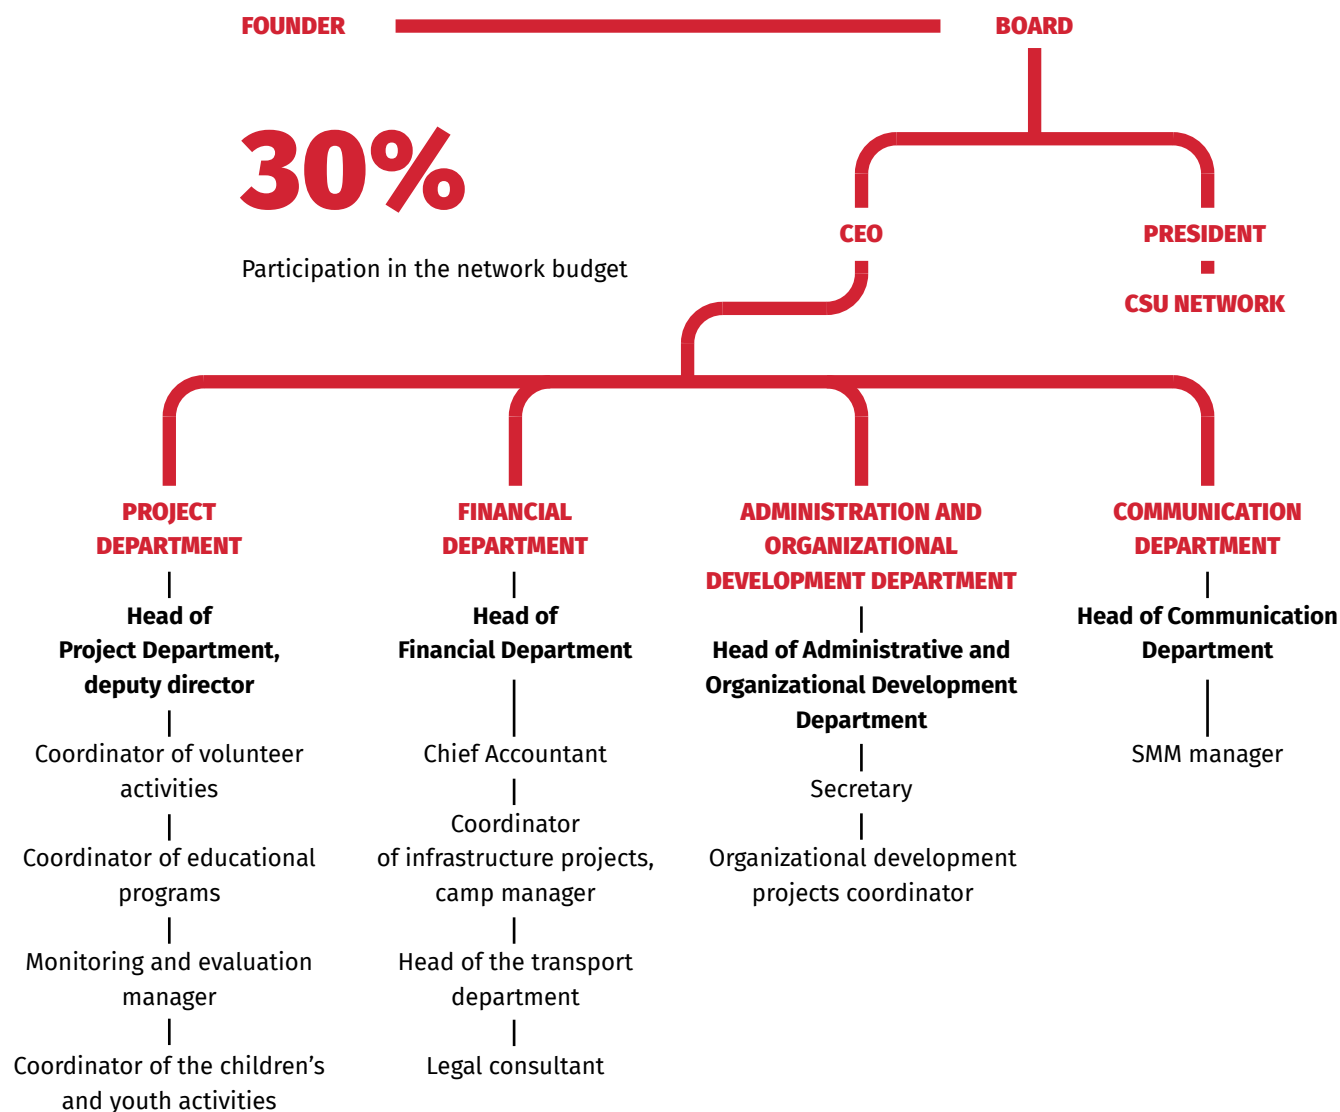 FOUNDER
BOARD
30%
Participation in the network budget
CEO
PRESIDENT
CSU NETWORK
PROJECT
DEPARTMENT
Head of
Project Department,
deputy director
Coordinator of volunteer
activities
Coordinator of educational
programs
Monitoring and evaluation
manager
Coordinator of the children’s
and youth activities
FINANCIAL
DEPARTMENT
Head of
Financial Department
Chief Accountant
Coordinator
of infrastructure projects,
camp manager
Head of the transport
department
Legal consultant
ADMINISTRATION AND
ORGANIZATIONAL
DEVELOPMENT DEPARTMENT
Head of Administrative and
Organizational Development
Department
Secretary
Organizational development
projects coordinator
COMMUNICATION
DEPARTMENT
Head of Communication
Department
SMM manager